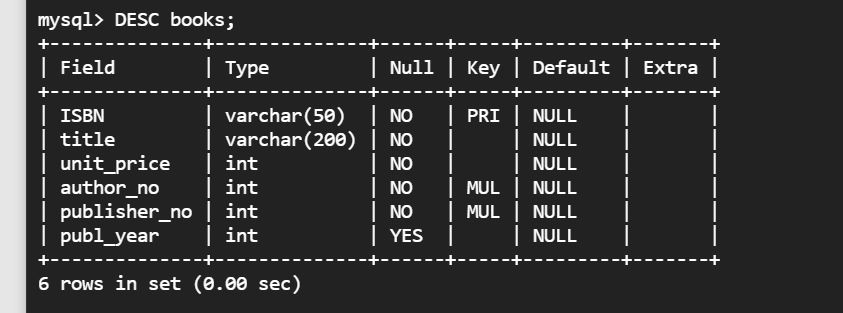 mysql> DESC books;
+--------------+--------------+------+-----+---------+-------+
| Field        | Type         | Null | Key | Default | Extra |
+--------------+--------------+------+-----+---------+-------+
| ISBN         | varchar(50)  | NO   | PRI | NULL    |       |
| title        | varchar(200) | NO   |     | NULL    |       |
| unit_price   | int          | NO   |     | NULL    |       |
| author_no    | int          | NO   | MUL | NULL    |       |
| publisher_no | int          | NO   | MUL | NULL    |       |
| publ_year    | int          | YES  |     | NULL    |       |
+--------------+--------------+------+-----+---------+-------+
6 rows in set (0.00 sec)